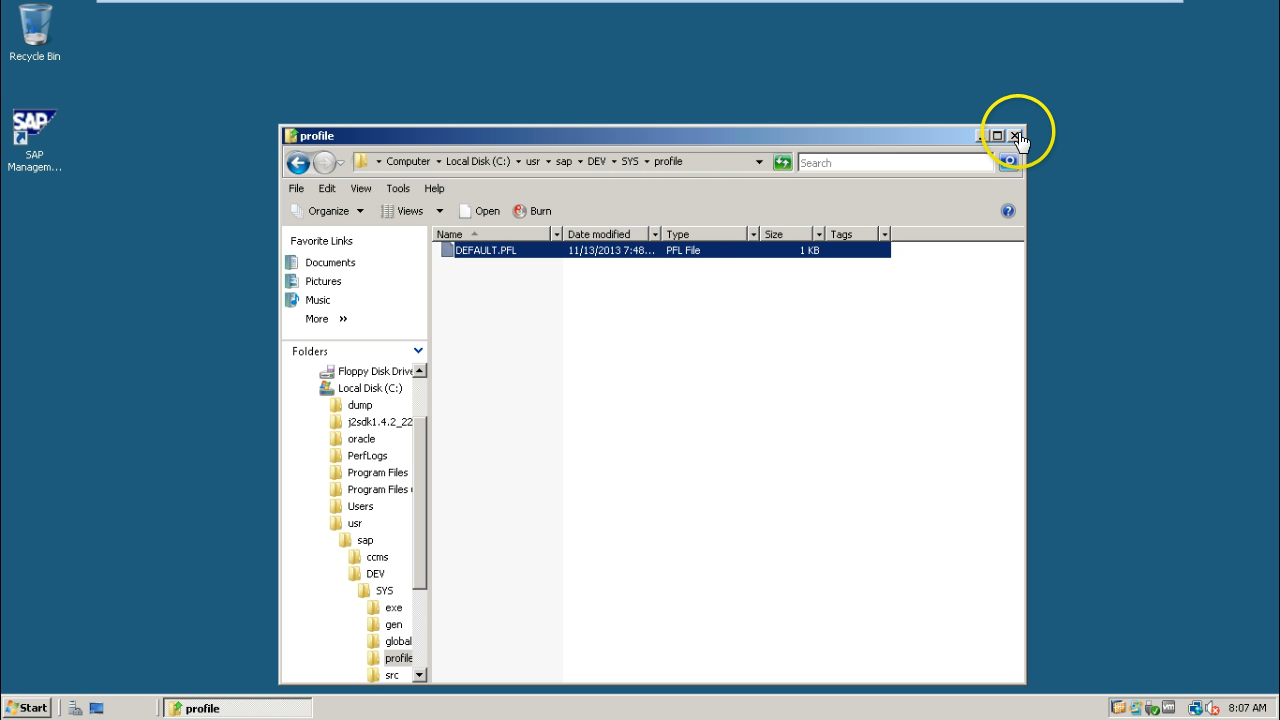 Recycle Bin
SAP
SAP
Managem...
profile
Computer
Local Disk (C:)
usr
sap
DEV
SYS
profile
Search
File
Edit
View
Tools
Help
Organize
Views
Open
Burn
Favorite Links
Documents
Pictures
Music
More »
Folders
Name
Date modified
Type
Size
Tags
DEFAULT.PFL
11/13/2013 7:48...
PFL File
1 KB
Floppy Disk Drive
Local Disk (C:)
dump
j2sdk1.4.2_22
oracle
PerfLogs
Program Files
Program Files
Users
usr
sap
ccms
DEV
SYS
exe
gen
global
profile
src
Start
profile
8:07 AM